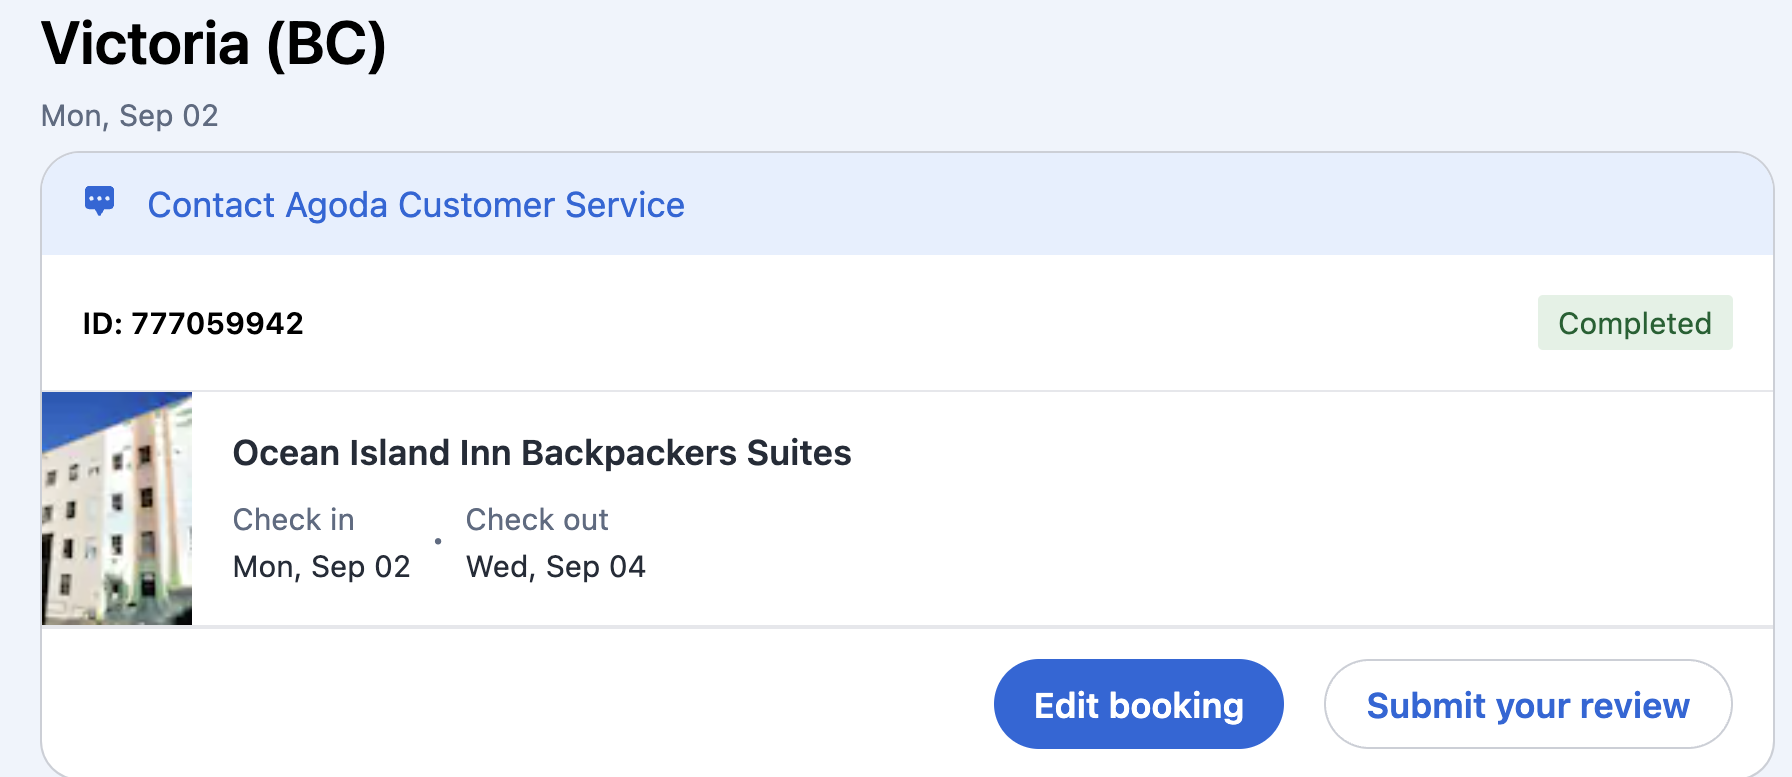 Victoria (BC)
Mon, Sep 02
Contact Agoda Customer Service
ID: 777059942
Completed
Ocean Island Inn Backpackers Suites
Check in
Mon, Sep 02
·
Check out
Wed, Sep 04
Edit booking
Submit your review